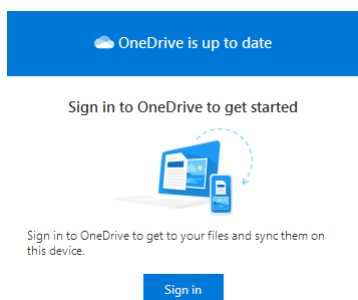 OneDrive is up to date
Sign in to OneDrive to get started
Sign in to OneDrive to get to your files and sync them on
this device.
Sign in